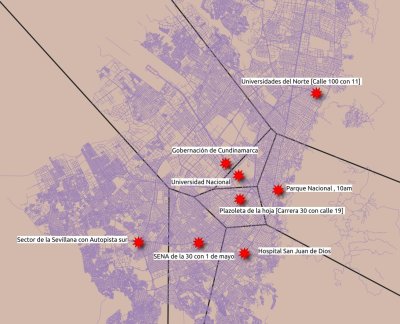 Universidades del Norte [Calle 100 con 11]
Gobernación de Cundinamarca
Universidad Nacional
Parque Nacional , 10am
Plazoleta de la hoja [Carrera 30 con calle 19]
Sector de la Sevillana con Autopista sur
SENA de la 30 con 1 de mayo
Hospital San Juan de Dios